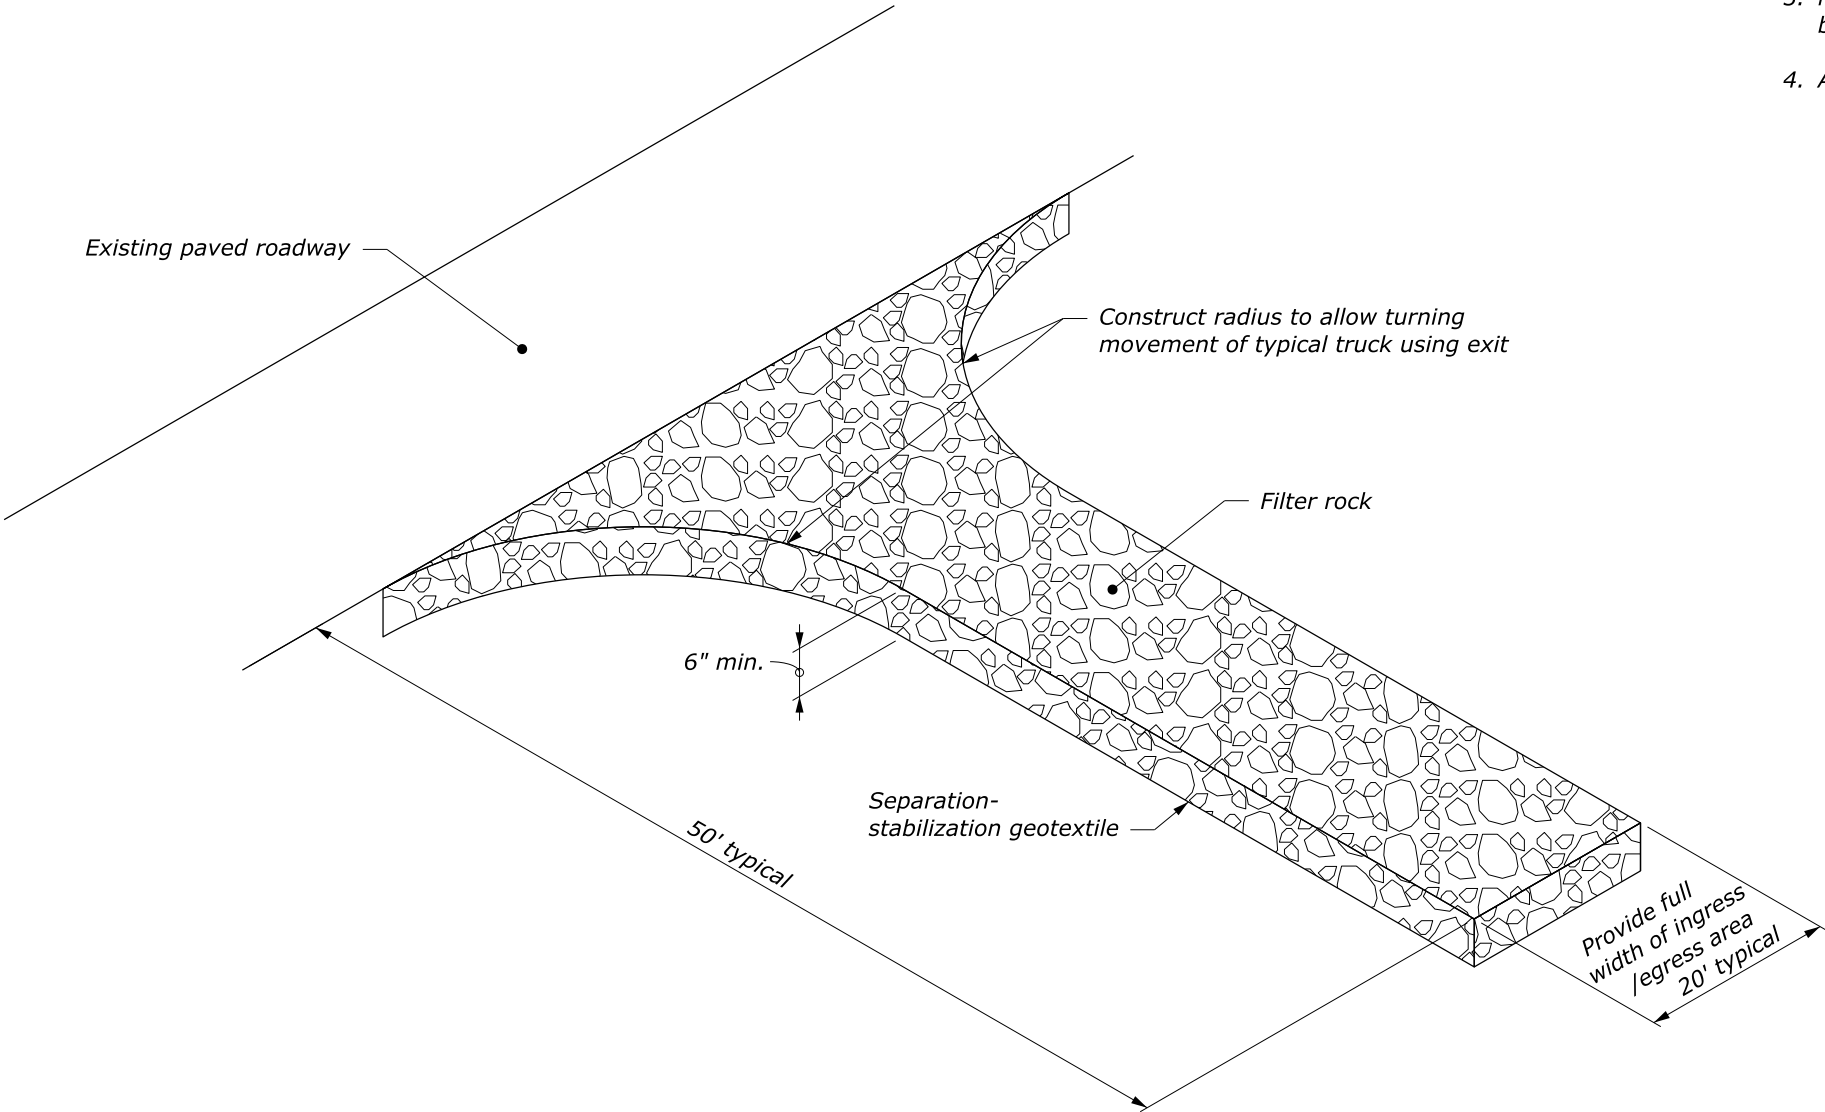 4.
Existing paved roadway
Construct radius to allow turning
movement of typical truck using exit
Filter rock
6" min.
Separation-
stabilization geotextile
50' typical
Provide full
width of ingress
/egress area
20' typical